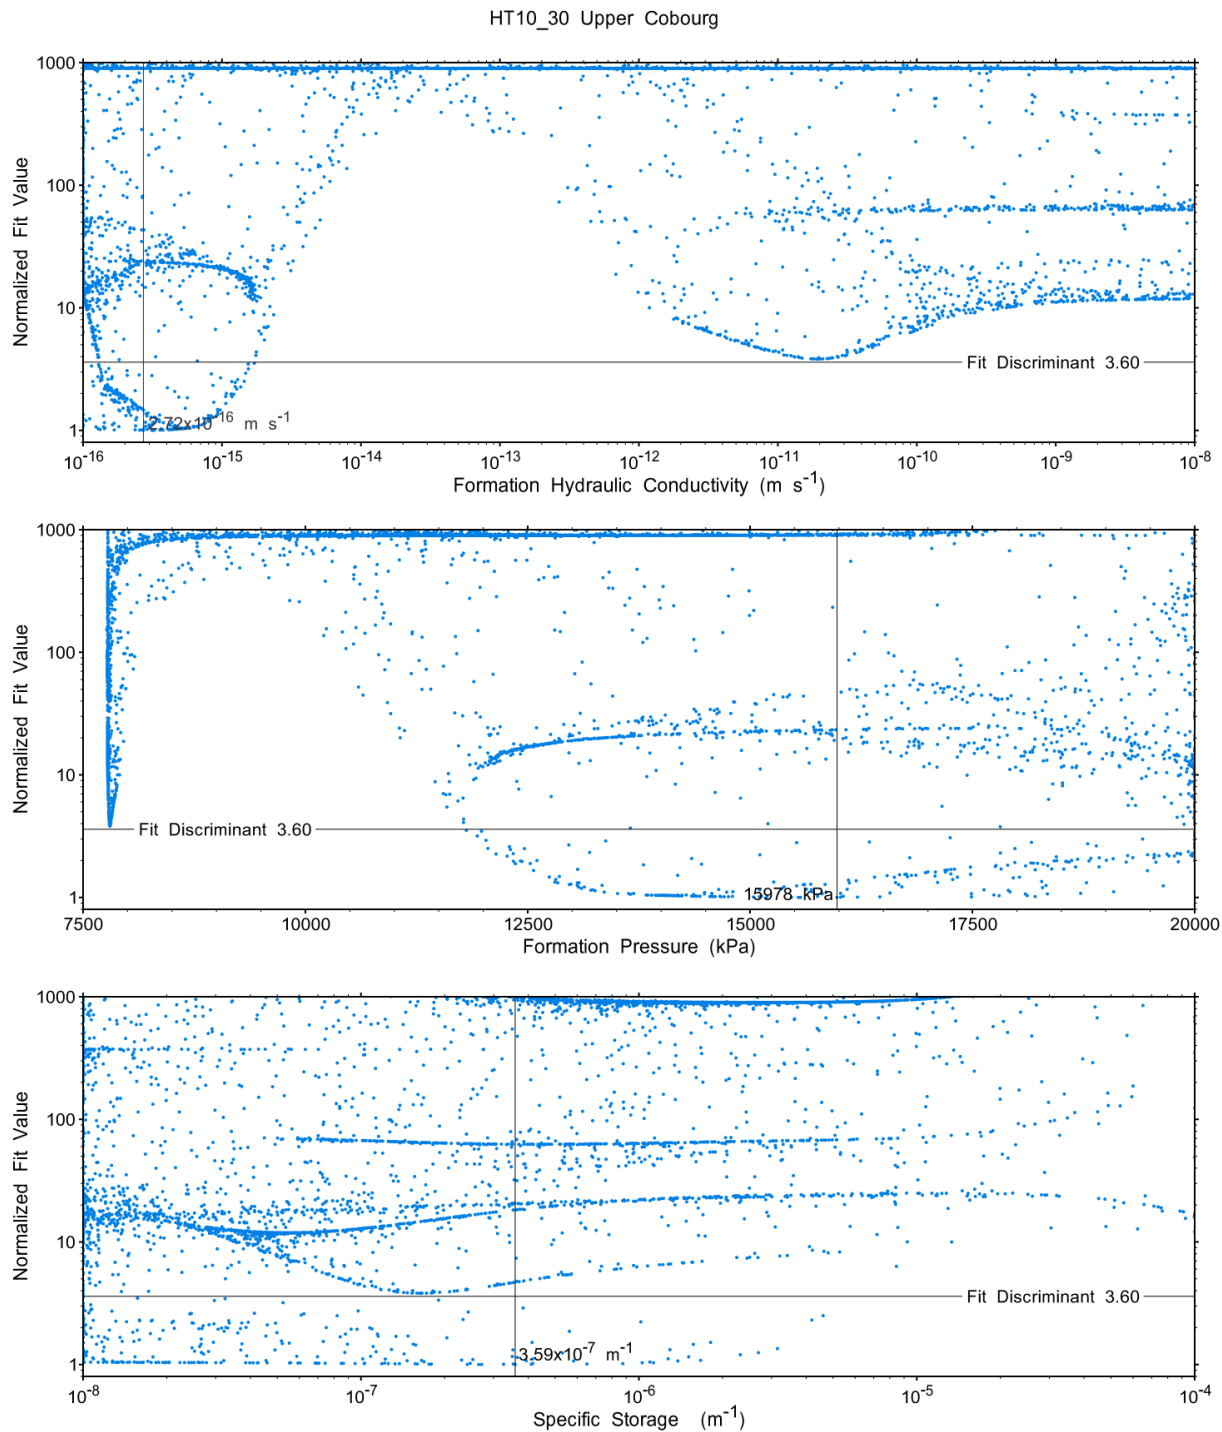 HT10_30 Upper Cobourg
1000
100
10
1
Normalized Fit Value
Fit Discriminant 3.60
2.72x10-16 m s-1
10-16 10-15 10-14 10-13 10-12 10-11 10-10 10-9 10-8
Formation Hydraulic Conductivity (m s-1)
1000
100
10
1
Normalized Fit Value
Fit Discriminant 3.60
15978 kPa
7500 10000 12500 15000 17500 20000
Formation Pressure (kPa)
1000
100
10
1
Normalized Fit Value
Fit Discriminant 3.60
3.59x10-7 m-1
10-8 10-7 10-6 10-5 10-4
Specific Storage (m-1)